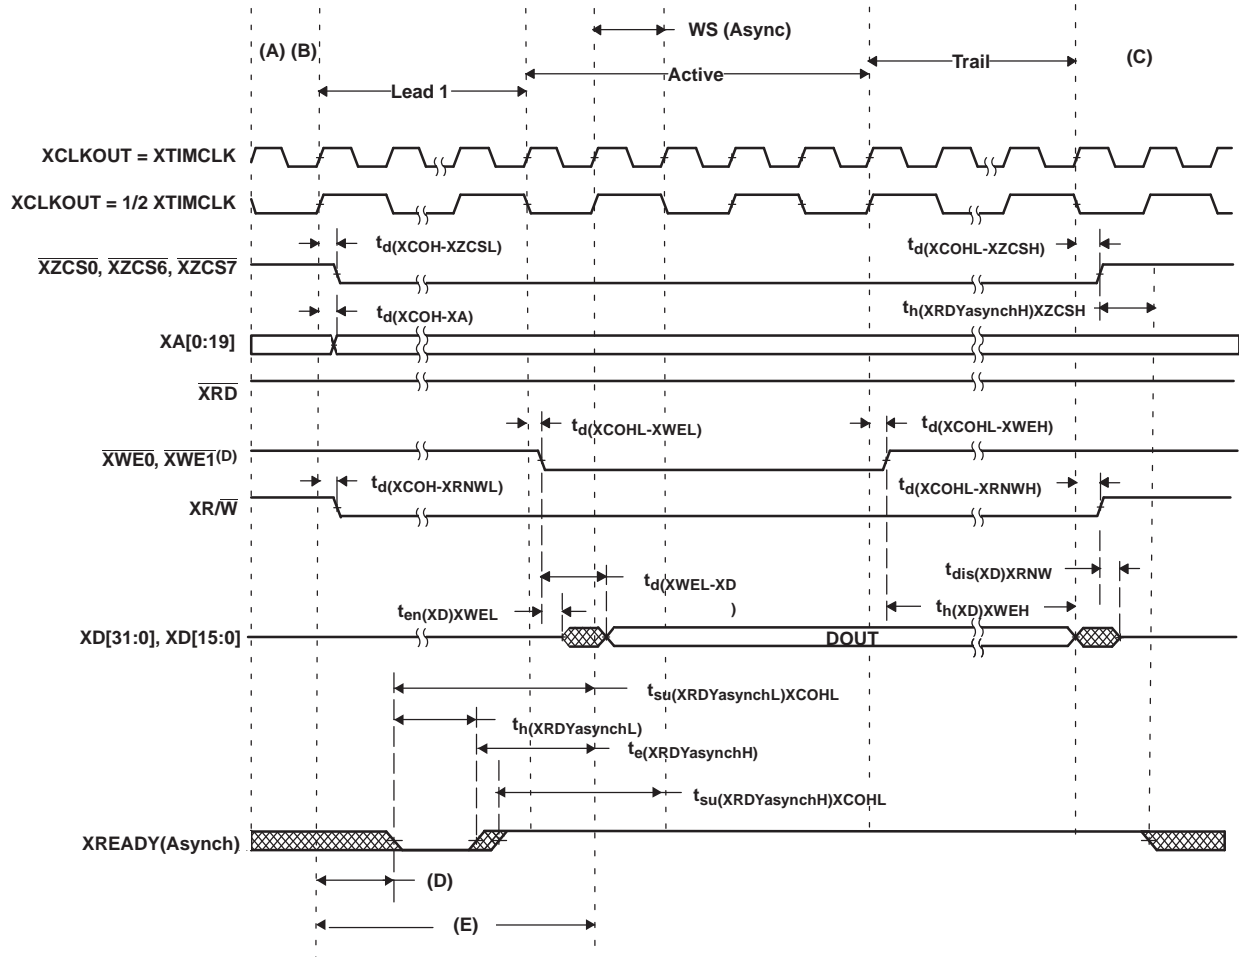 WS (Async)
(A) (B)
Trail
(C)
Active
Lead 1
XCLKOUT = XTIMCLK
XCLKOUT = 1/2 XTIMCLK
td(XCOH-XZCSL)
td(XCOHL-XZCSH)
XZCS0, XZCS6, XZCS7
td(XCOH-XA)
th(XRDYasynchH)XZCSH
XA[0:19]
XRD
td(XCOHL-XWEL)
td(XCOHL-XWEH)
XWE0, XWE1(D)
td(XCOH-XRNWL)
td(XCOHL-XRNWH)
XR/W
td(XWEL-XD
)
tdis(XD)XRNW
ten(XD)XWEL
th(XD)XWEH
XD[31:0], XD[15:0]
DOUT
tsu(XRDYasynchL)XCOHL
th(XRDYasynchL)
te(XRDYasynchH)
tsu(XRDYasynchH)XCOHL
XREADY(Asynch)
(D)
(E)